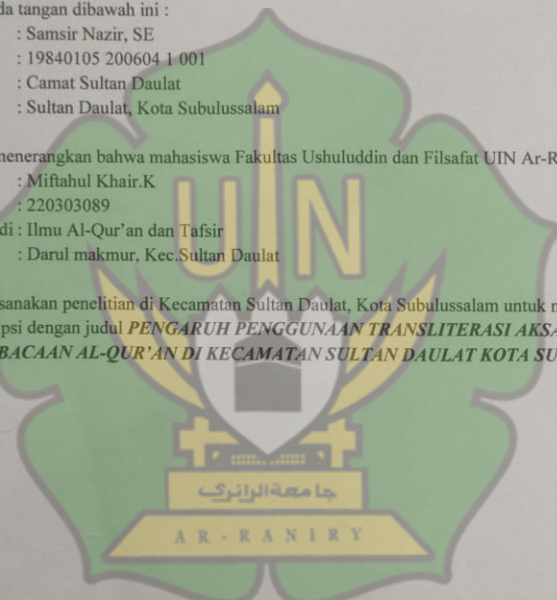 da tangan dibawah ini :
: Samsir Nazir, SE
: 19840105 200604 1 001
: Camat Sultan Daulat
: Sultan Daulat, Kota Subulussalam
menerangkan bahwa mahasiswa Fakultas Ushuluddin dan Filsafat UIN Ar-R
: Miftahul Khair.K
: 220303089
di : Ilmu Al-Qur'an dan Tafsir
: Darul makmur, Kec.Sultan Daulat
sanakan penelitian di Kecamatan Sultan Daulat, Kota Subulussalam untuk
psi dengan judul PENGARUH PENGGUNAAN TRANSLITERASI AKSA
BACAAN AL-QUR'AN DI KECAMATAN SULTAN DAULAT KOTA SU
UIN
جامعة الرانري
AR-RANIRY